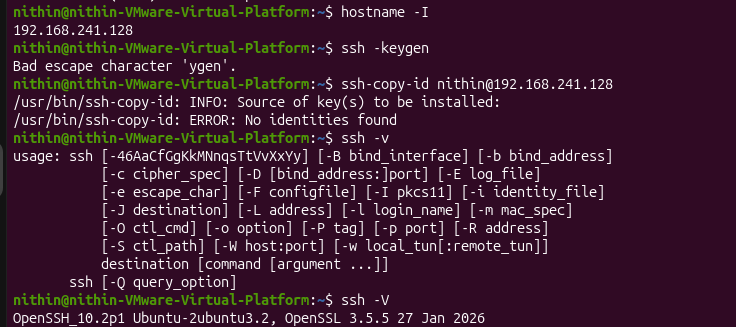 nithin@nithin-VMware-Virtual-Platform:~$ hostname -I
192.168.241.128
nithin@nithin-VMware-Virtual-Platform:~$ ssh -keygen
Bad escape character 'ygen'.
nithin@nithin-VMware-Virtual-Platform:~$ ssh-copy-id nithin@192.168.241.128
/usr/bin/ssh-copy-id: INFO: Source of key(s) to be installed:
/usr/bin/ssh-copy-id: ERROR: No identities found
nithin@nithin-VMware-Virtual-Platform:~$ ssh -v
usage: ssh [-46AaCfGgKkMNnqsTtVvXxYy] [-B bind_interface] [-b bind_address]
           [-c cipher_spec] [-D [bind_address:]port] [-E log_file]
           [-e escape_char] [-F configfile] [-I pkcs11] [-i identity_file]
           [-J destination] [-L address] [-l login_name] [-m mac_spec]
           [-O ctl_cmd] [-o option] [-P tag] [-p port] [-R address]
           [-S ctl_path] [-W host:port] [-w local_tun[:remote_tun]]
           destination [command [argument ...]]
       ssh [-Q query_option]
nithin@nithin-VMware-Virtual-Platform:~$ ssh -V
OpenSSH_10.2p1 Ubuntu-2ubuntu3.2, OpenSSL 3.5.5 27 Jan 2026